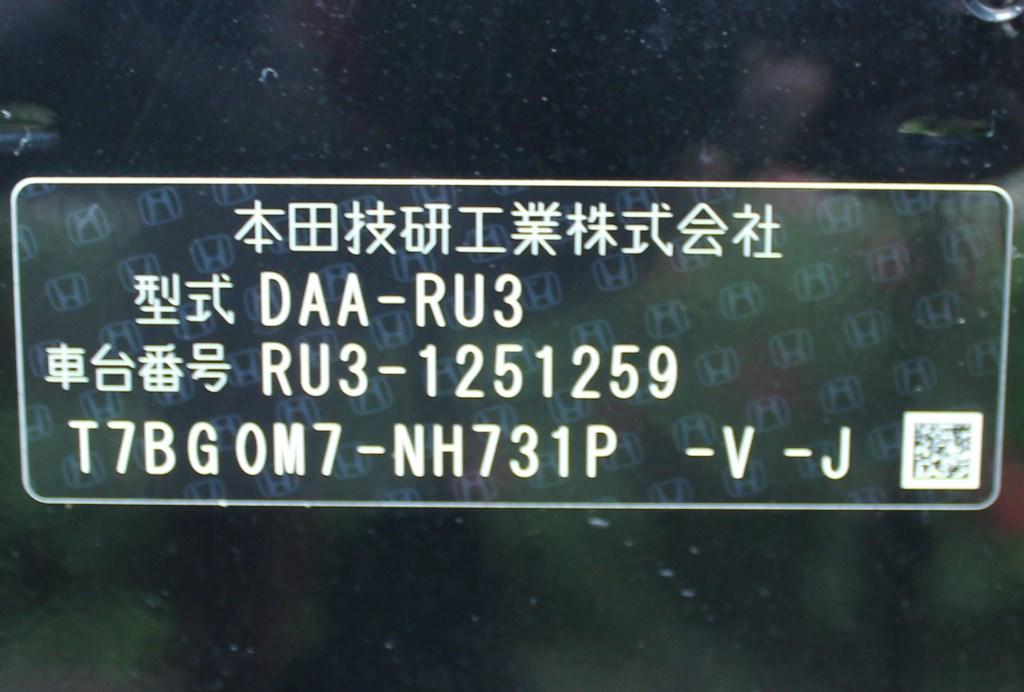 本田技研工業株式会社
型式 DAA-RU3
車台番号 RU3-1251259
T7BG0M7-NH731P -V -J